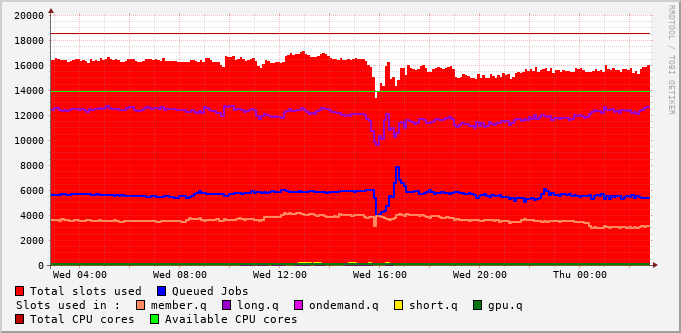 20000
18000
16000
14000
12000
10000
8000
6000
4000
2000
0
Wed 04:00 Wed 08:00 Wed 12:00 Wed 16:00 Wed 20:00 Thu 00:00
RRDTOOL / TOBI OETIKER
Total slots used Queued Jobs
Slots used in : member.q long.q ondemand.q short.q gpu.q
Total CPU cores Available CPU cores